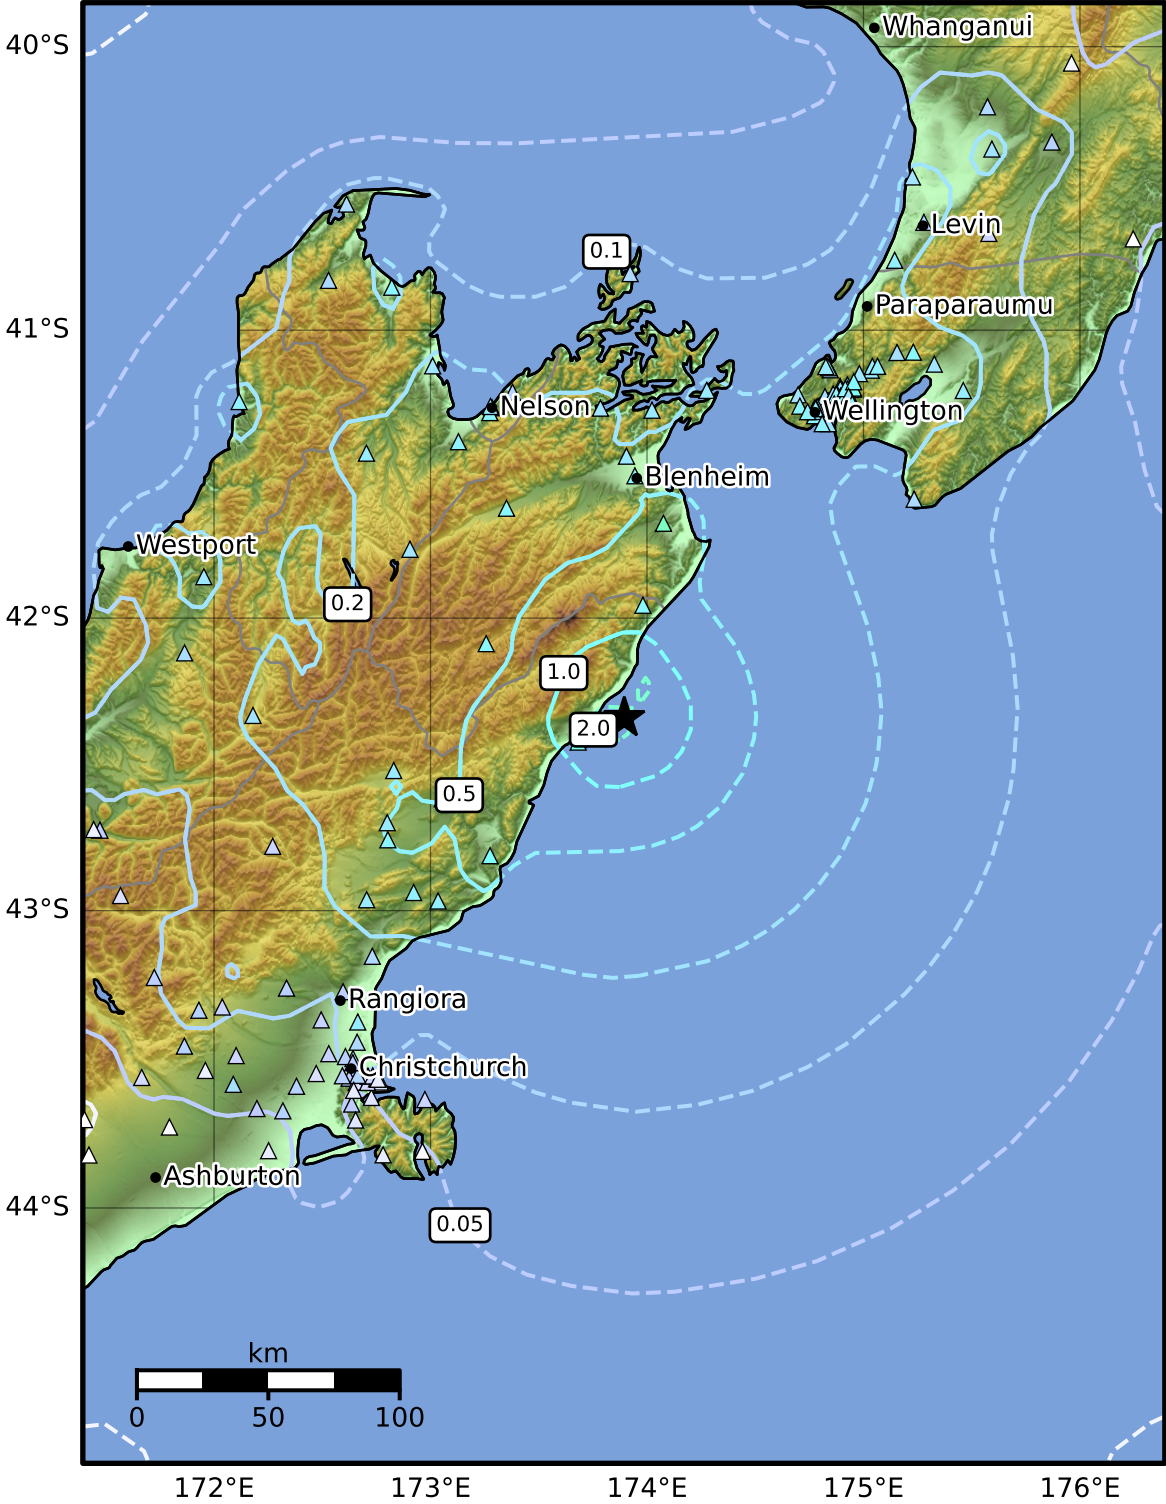 Whanganui
40°S
Levin
0.1
Paraparaumu
41°S
Nelson
Wellington
Blenheim
Westport
0.2
42°S
1.0
2.0
0.5
43°S
Rangiora
Christchurch
Ashburton
44°S
0.05
km
0 50 100
172°E 173°E 174°E 175°E 176°E